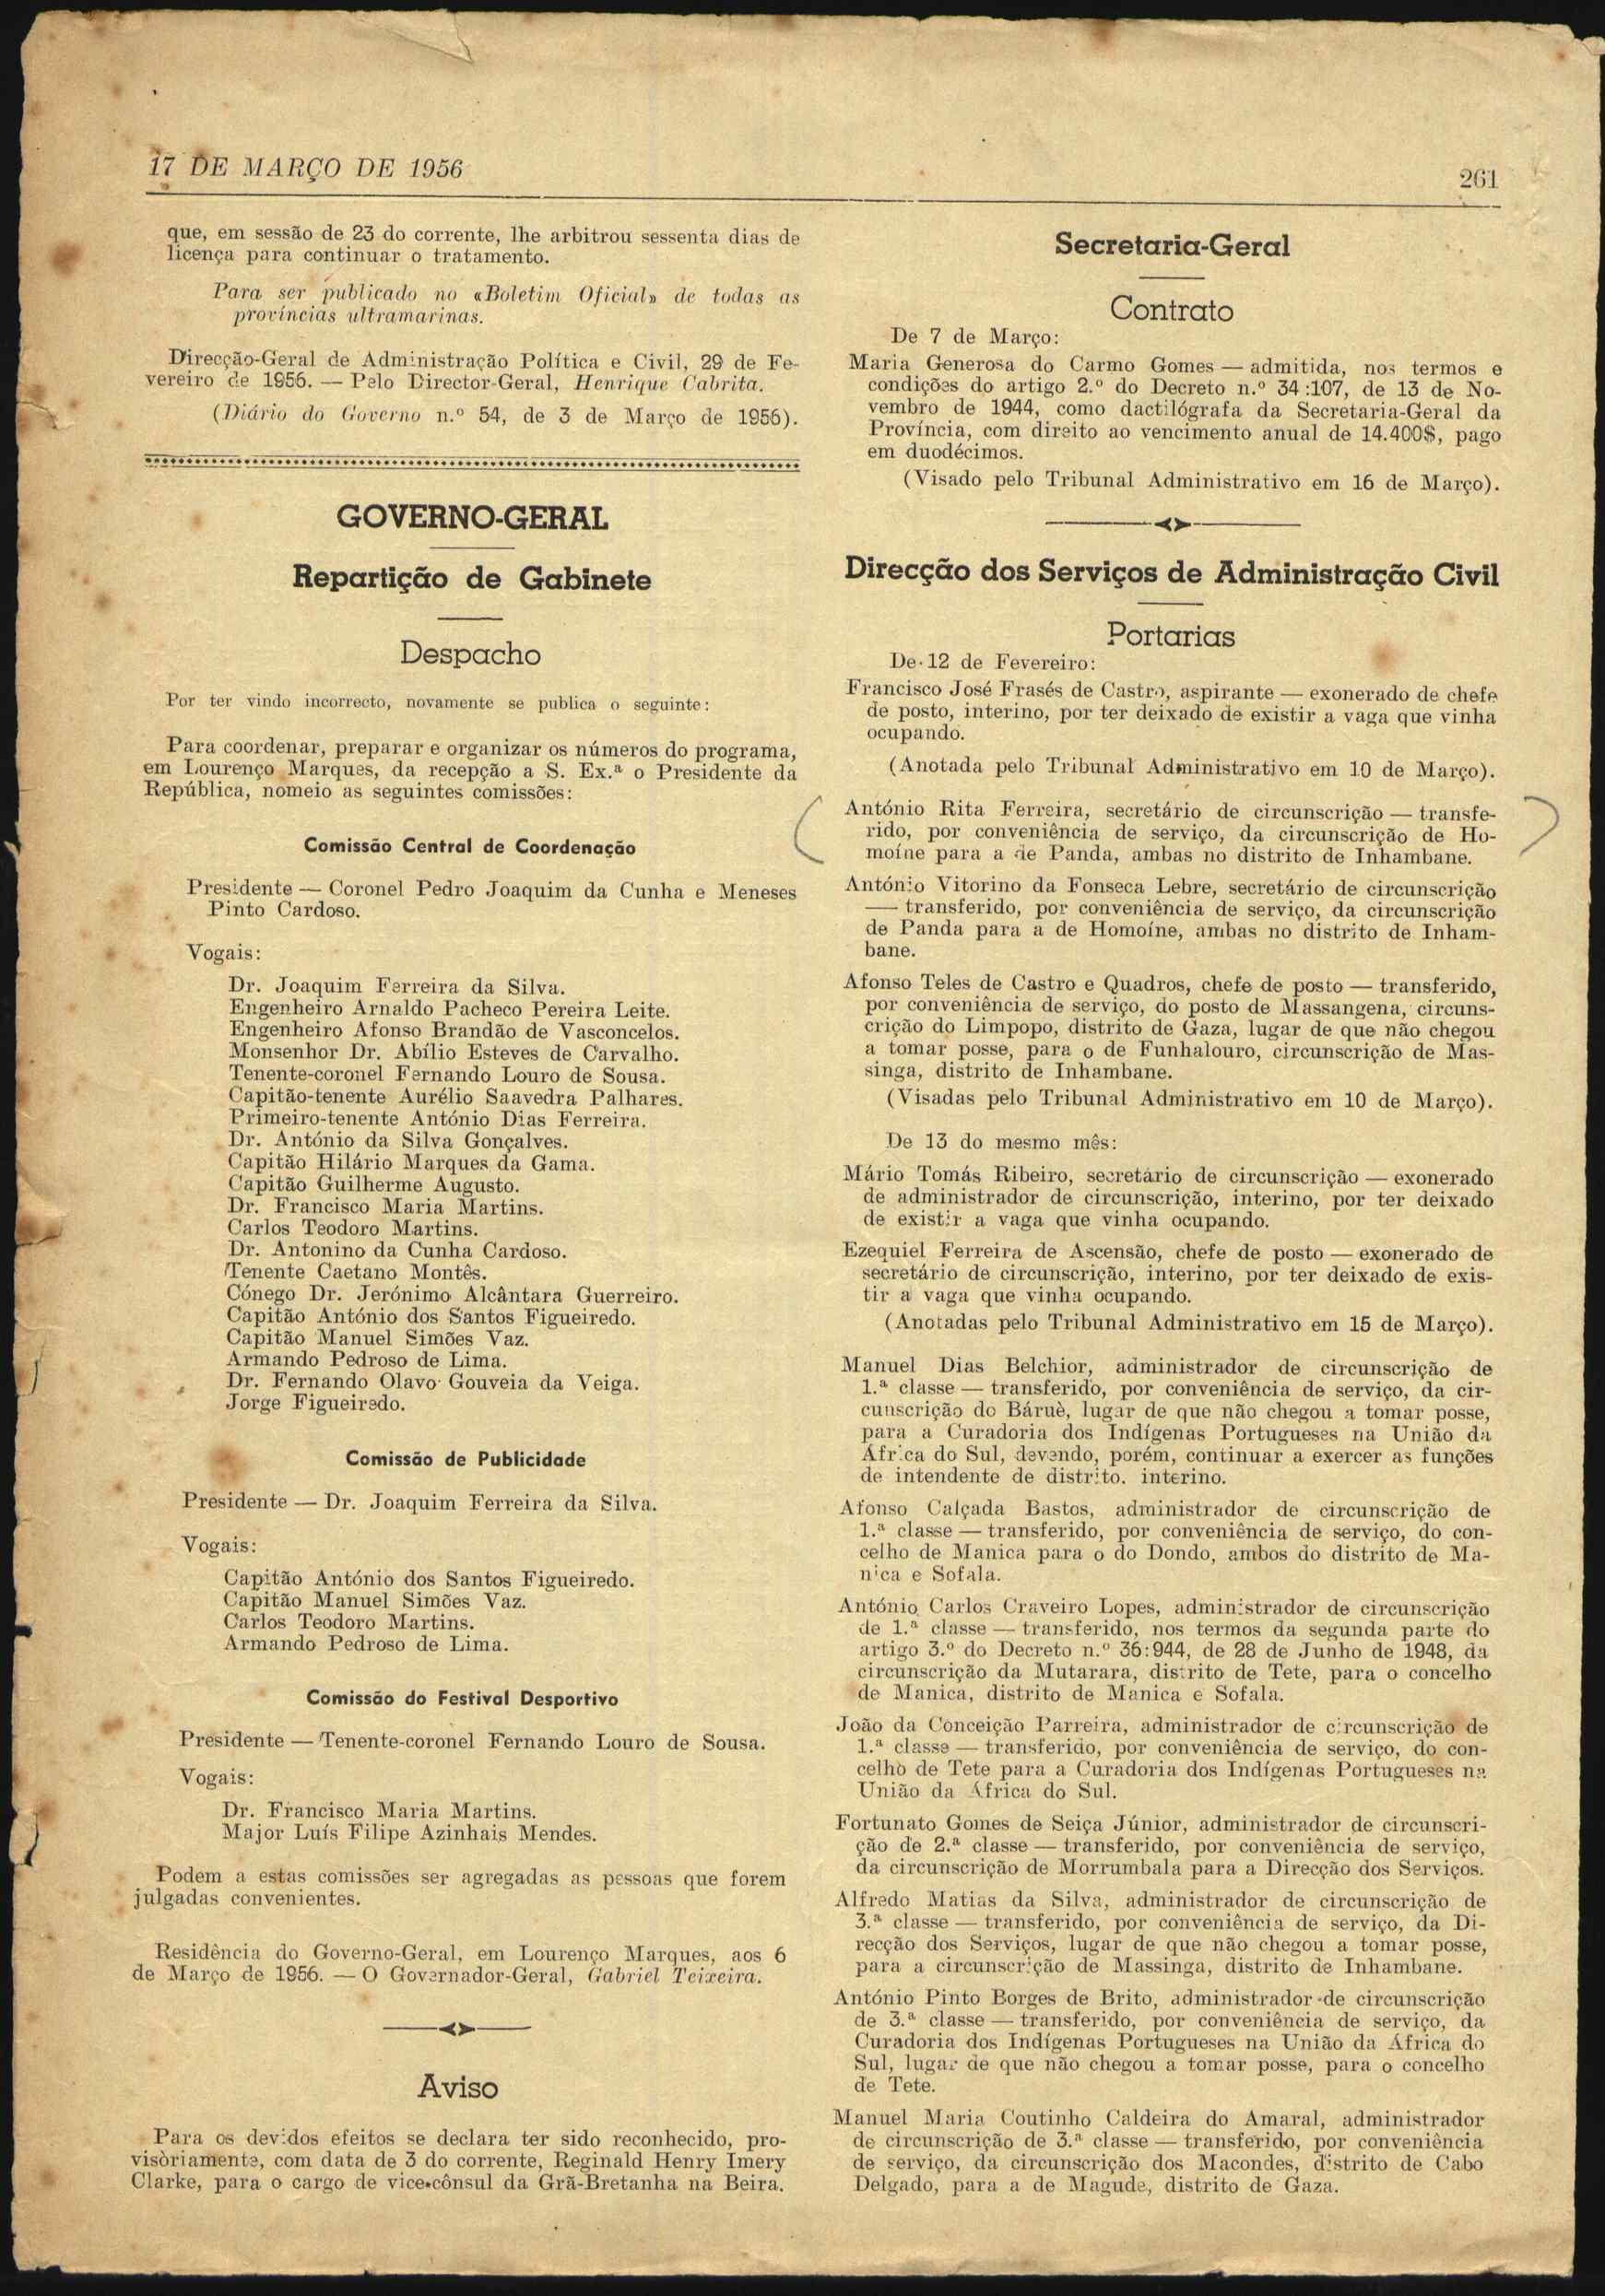 17 DE MARÇO DE 1956
261
que, em sessão de 23 do corrente, lhe arbitrou sessenta dias de
licença para continuar o tratamento.
Para ser publicado no «Boletim Oficial» de todas as
províncias ultramarinas.
Direcção-Geral de Administração Política e Civil, 29 de Fe-
vereiro de 1956. — Pelo Director-Geral, Henrique Cabrita.
(Diário do Governo n.º 54, de 3 de Março de 1956).
GOVERNO-GERAL
Repartição de Gabinete
Despacho
Por ter vindo incorrecto, novamente se publica o seguinte:
Para coordenar, preparar e organizar os números do programa,
em Lourenço Marques, da recepção a S. Ex.ª o Presidente da
República, nomeio as seguintes comissões:
Comissão Central de Coordenação
Presidente — Coronel Pedro Joaquim da Cunha e Meneses
Pinto Cardoso.
Vogais:
Dr. Joaquim Ferreira da Silva.
Engenheiro Arnaldo Pacheco Pereira Leite.
Engenheiro Afonso Brandão de Vasconcelos.
Monsenhor Dr. Abílio Esteves de Carvalho.
Tenente-coronel Fernando Louro de Sousa.
Capitão-tenente Aurélio Saavedra Palhares.
Primeiro-tenente António Dias Ferreira.
Dr. António da Silva Gonçalves.
Capitão Hilário Marques da Gama.
Capitão Guilherme Augusto.
Dr. Francisco Maria Martins.
Carlos Teodoro Martins.
Dr. Antonino da Cunha Cardoso.
Tenente Caetano Montês.
Cónego Dr. Jerónimo Alcântara Guerreiro.
Capitão António dos Santos Figueiredo.
Capitão Manuel Simões Vaz.
Armando Pedroso de Lima.
Dr. Fernando Olavo Gouveia da Veiga.
Jorge Figueiredo.
Comissão de Publicidade
Presidente — Dr. Joaquim Ferreira da Silva.
Vogais:
Capitão António dos Santos Figueiredo.
Capitão Manuel Simões Vaz.
Carlos Teodoro Martins.
Armando Pedroso de Lima.
Comissão do Festival Desportivo
Presidente — Tenente-coronel Fernando Louro de Sousa.
Vogais:
Dr. Francisco Maria Martins.
Major Luís Filipe Azinhais Mendes.
Podem a estas comissões ser agregadas as pessoas que forem
julgadas convenientes.
Residência do Governo-Geral, em Lourenço Marques, aos 6
de Março de 1956. — O Governador-Geral, Gabriel Teixeira.
Aviso
Para os devidos efeitos se declara ter sido reconhecido, pro-
visòriamente, com data de 3 do corrente, Reginald Henry Imery
Clarke, para o cargo de vice-cônsul da Grã-Bretanha na Beira.
Secretaria-Geral
Contrato
De 7 de Março:
Maria Generosa do Carmo Gomes — admitida, nos termos e
condições do artigo 2.º do Decreto n.º 34:107, de 13 de No-
vembro de 1944, como dactilógrafa da Secretaria-Geral da
Província, com direito ao vencimento anual de 14.400$, pago
em duodécimos.
(Visado pelo Tribunal Administrativo em 16 de Março).
Direcção dos Serviços de Administração Civil
Portarias
De 12 de Fevereiro:
Francisco José Frasés de Castro, aspirante — exonerado de chefe
de posto, interino, por ter deixado de existir a vaga que vinha
ocupando.
(Anotada pelo Tribunal Administrativo em 10 de Março).
António Rita Ferreira, secretário de circunscrição — transfe-
rido, por conveniência de serviço, da circunscrição de Ho-
moíne para a de Panda, ambas no distrito de Inhambane.
António Vitorino da Fonseca Lebre, secretário de circunscrição
— transferido, por conveniência de serviço, da circunscrição
de Panda para a de Homoíne, ambas no distrito de Inham-
bane.
Afonso Teles de Castro e Quadros, chefe de posto — transferido,
por conveniência de serviço, do posto de Massangena, circuns-
crição do Limpopo, distrito de Gaza, lugar de que não chegou
a tomar posse, para o de Funhalouro, circunscrição de Mas-
singa, distrito de Inhambane.
(Visadas pelo Tribunal Administrativo em 10 de Março).
De 13 do mesmo mês:
Mário Tomás Ribeiro, secretário de circunscrição — exonerado
de administrador de circunscrição, interino, por ter deixado
de existir a vaga que vinha ocupando.
Ezequiel Ferreira de Ascensão, chefe de posto — exonerado de
secretário de circunscrição, interino, por ter deixado de exis-
tir a vaga que vinha ocupando.
(Anotadas pelo Tribunal Administrativo em 15 de Março).
Manuel Dias Belchior, administrador de circunscrição de
1.ª classe — transferido, por conveniência de serviço, da cir-
cunscrição do Báruè, lugar de que não chegou a tomar posse,
para a Curadoria dos Indígenas Portugueses na União da
África do Sul, devendo, porém, continuar a exercer as funções
de intendente de distrito. interino.
Afonso Calçada Bastos, administrador de circunscrição de
1.ª classe — transferido, por conveniência de serviço, do con-
celho de Manica para o do Dondo, ambos do distrito de Ma-
nica e Sofala.
António Carlos Craveiro Lopes, administrador de circunscrição
de 1.ª classe — transferido, nos termos da segunda parte do
artigo 3.º do Decreto n.º 36:944, de 28 de Junho de 1948, da
circunscrição da Mutarara, distrito de Tete, para o concelho
de Manica, distrito de Manica e Sofala.
João da Conceição Parreira, administrador de circunscrição de
1.ª classe — transferido, por conveniência de serviço, do con-
celho de Tete para a Curadoria dos Indígenas Portugueses na
União da África do Sul.
Fortunato Gomes de Seiça Júnior, administrador de circunscri-
ção de 2.ª classe — transferido, por conveniência de serviço,
da circunscrição de Morrumbala para a Direcção dos Serviços.
Alfredo Matias da Silva, administrador de circunscrição de
3.ª classe — transferido, por conveniência de serviço, da Di-
recção dos Serviços, lugar de que não chegou a tomar posse,
para a circunscrição de Massinga, distrito de Inhambane.
António Pinto Borges de Brito, administrador de circunscrição
de 3.ª classe — transferido, por conveniência de serviço, da
Curadoria dos Indígenas Portugueses na União da África do
Sul, lugar de que não chegou a tomar posse, para o concelho
de Tete.
Manuel Maria Coutinho Caldeira do Amaral, administrador
de circunscrição de 3.ª classe — transferido, por conveniência
de serviço, da circunscrição dos Macondes, distrito de Cabo
Delgado, para a de Magude, distrito de Gaza.